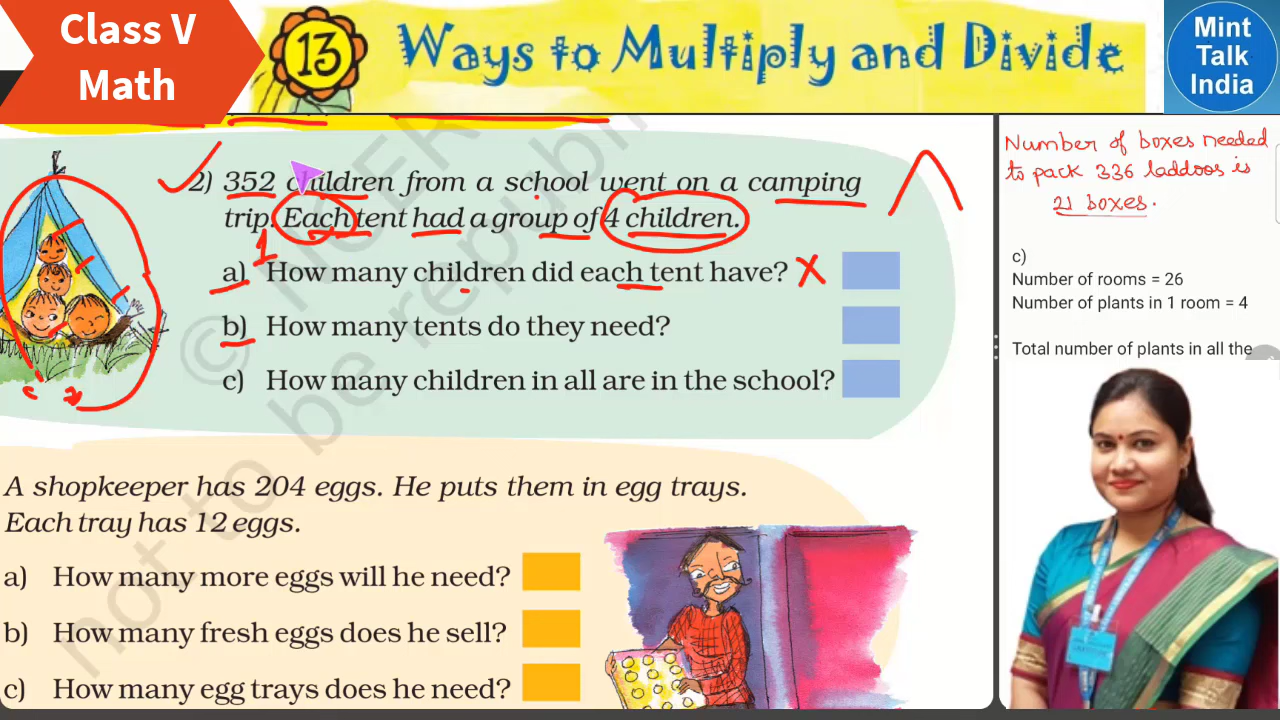 Class V
Math
13
Ways to Multiply and Divide
Mint
Talk
India
2) 352 children from a school went on a camping
trip. Each tent had a group of 4 children.
1
a) How many children did each tent have? X
b) How many tents do they need?
c) How many children in all are in the school?
A shopkeeper has 204 eggs. He puts them in egg trays.
Each tray has 12 eggs.
a) How many more eggs will he need?
b) How many fresh eggs does he sell?
c) How many egg trays does he need?
not to be republi
Number of boxes needed
to pack 336 laddoos is
21 boxes.
c)
Number of rooms = 26
Number of plants in 1 room = 4
Total number of plants in all the